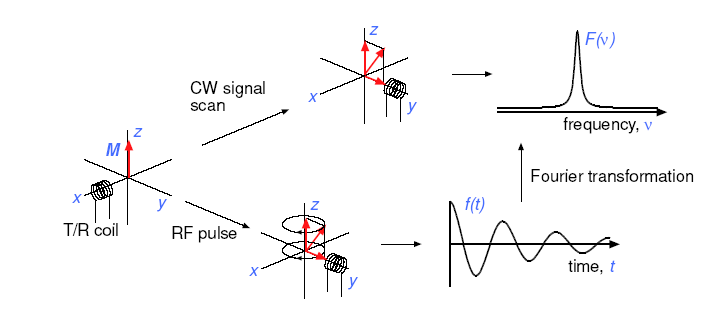 z
F(ν)
CW signal
scan
x
y
frequency, ν
z
M
Fourier transformation
x
y
z
f(t)
T/R coil
RF pulse
time, t
x
y